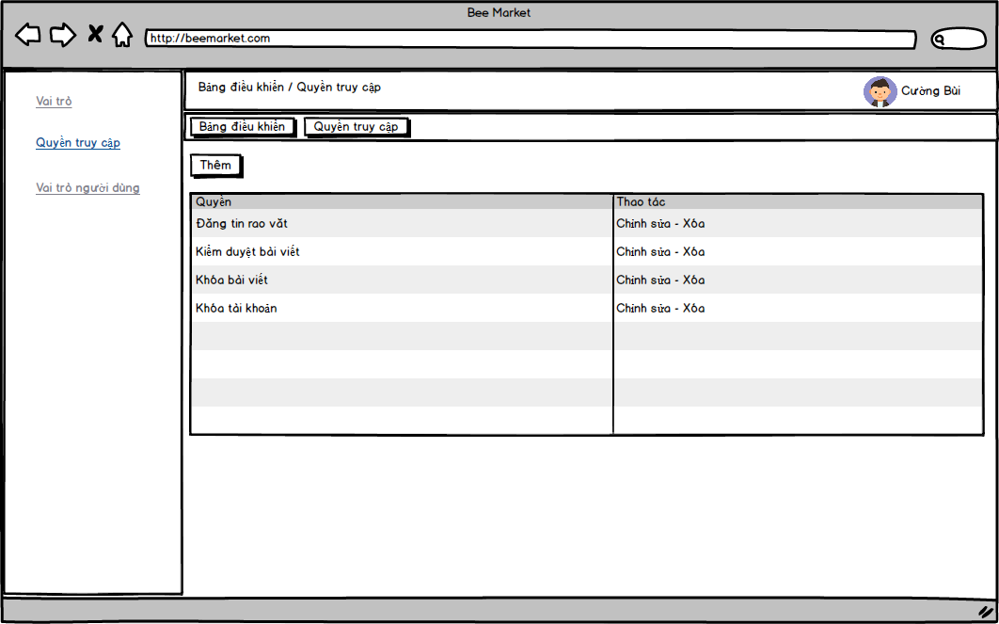 Bee Market
http://beemarket.com
Vai trò
Quyền truy cập
Vai trò người dùng
Bảng điều khiển / Quyền truy cập
Cường Bùi
Bảng điều khiển
Quyền truy cập
Thêm
Quyền Thao tác
Đăng tin rao vặt Chỉnh sửa - Xóa
Kiểm duyệt bài viết Chỉnh sửa - Xóa
Khóa bài viết Chỉnh sửa - Xóa
Khóa tài khoản Chỉnh sửa - Xóa